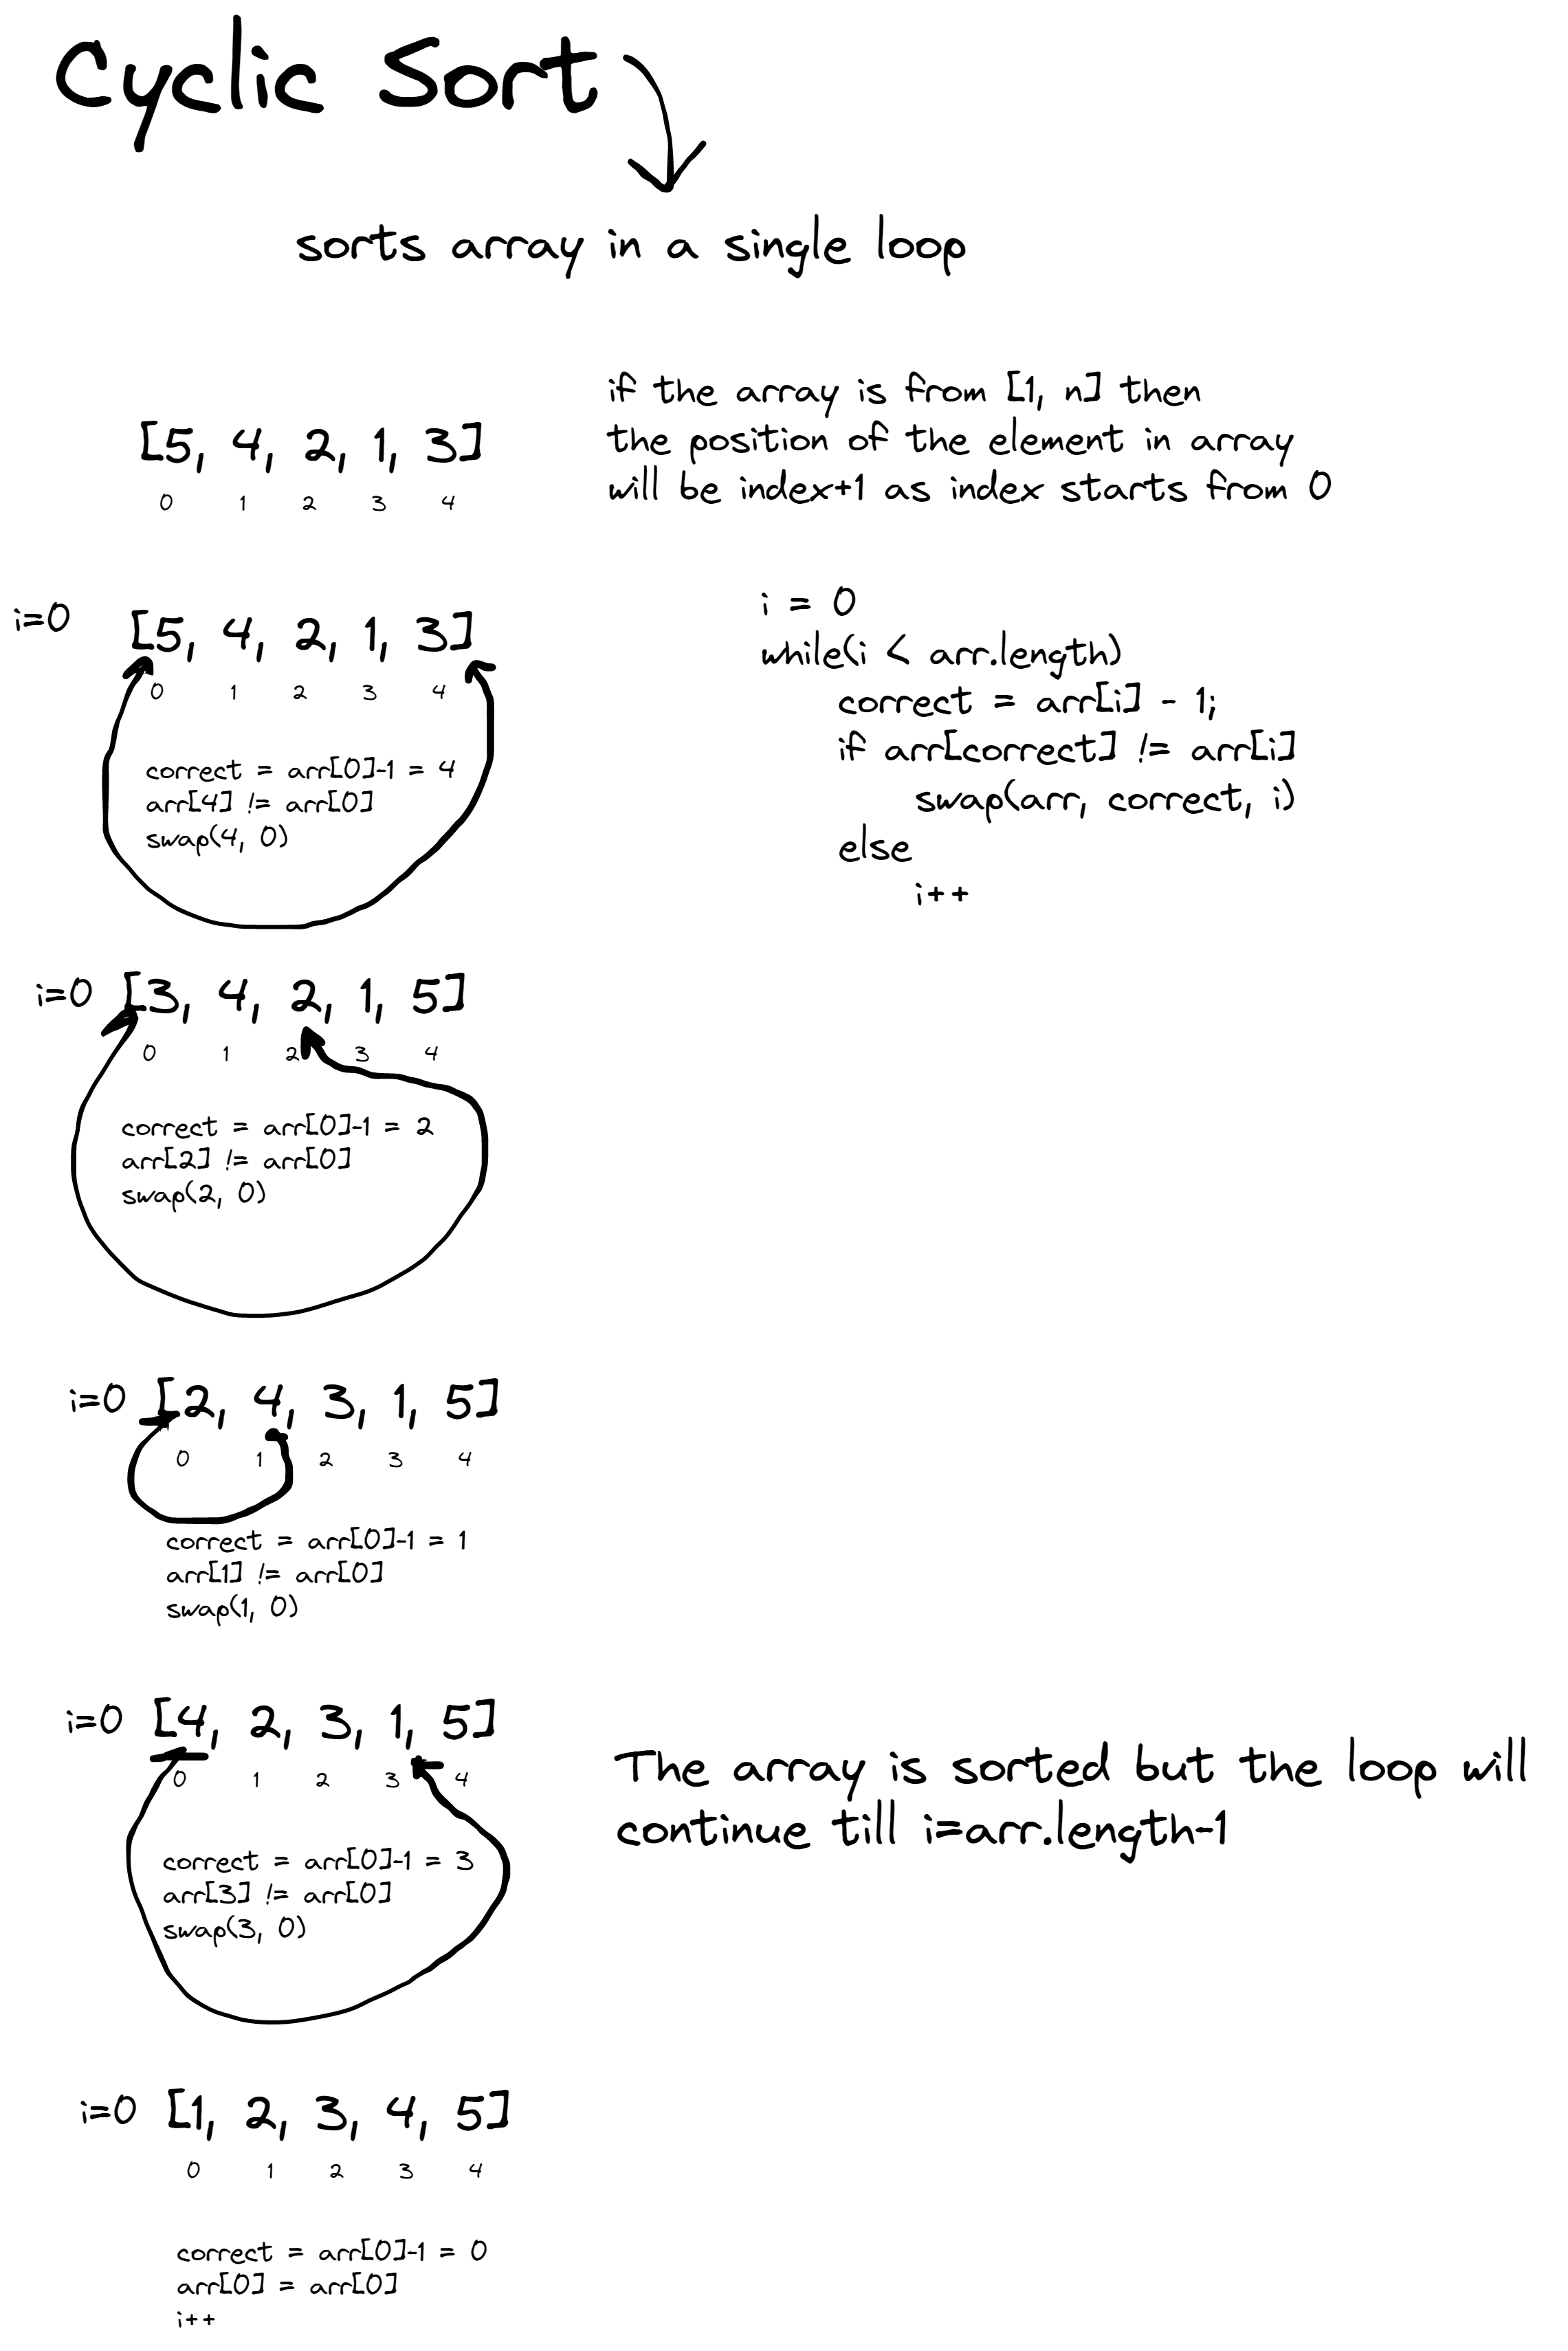 Cyclic Sort
sorts array in a single loop
[5, 4, 2, 1, 3]
0 1 2 3 4
if the array is from [1, n] then
the position of the element in array
will be index+1 as index starts from 0
i=0 [5, 4, 2, 1, 3]
0 1 2 3 4
correct = arr[0]-1 = 4
arr[4] != arr[0]
swap(4, 0)
i = 0
while(i < arr.length)
correct = arr[i] - 1;
if arr[correct] != arr[i]
swap(arr, correct, i)
else
i++
i=0 [3, 4, 2, 1, 5]
0 1 2 3 4
correct = arr[0]-1 = 2
arr[2] != arr[0]
swap(2, 0)
i=0 [2, 4, 3, 1, 5]
0 1 2 3 4
correct = arr[0]-1 = 1
arr[1] != arr[0]
swap(1, 0)
i=0 [4, 2, 3, 1, 5]
0 1 2 3 4
correct = arr[0]-1 = 3
arr[3] != arr[0]
swap(3, 0)
The array is sorted but the loop will
continue till i=arr.length-1
i=0 [1, 2, 3, 4, 5]
0 1 2 3 4
correct = arr[0]-1 = 0
arr[0] = arr[0]
i++